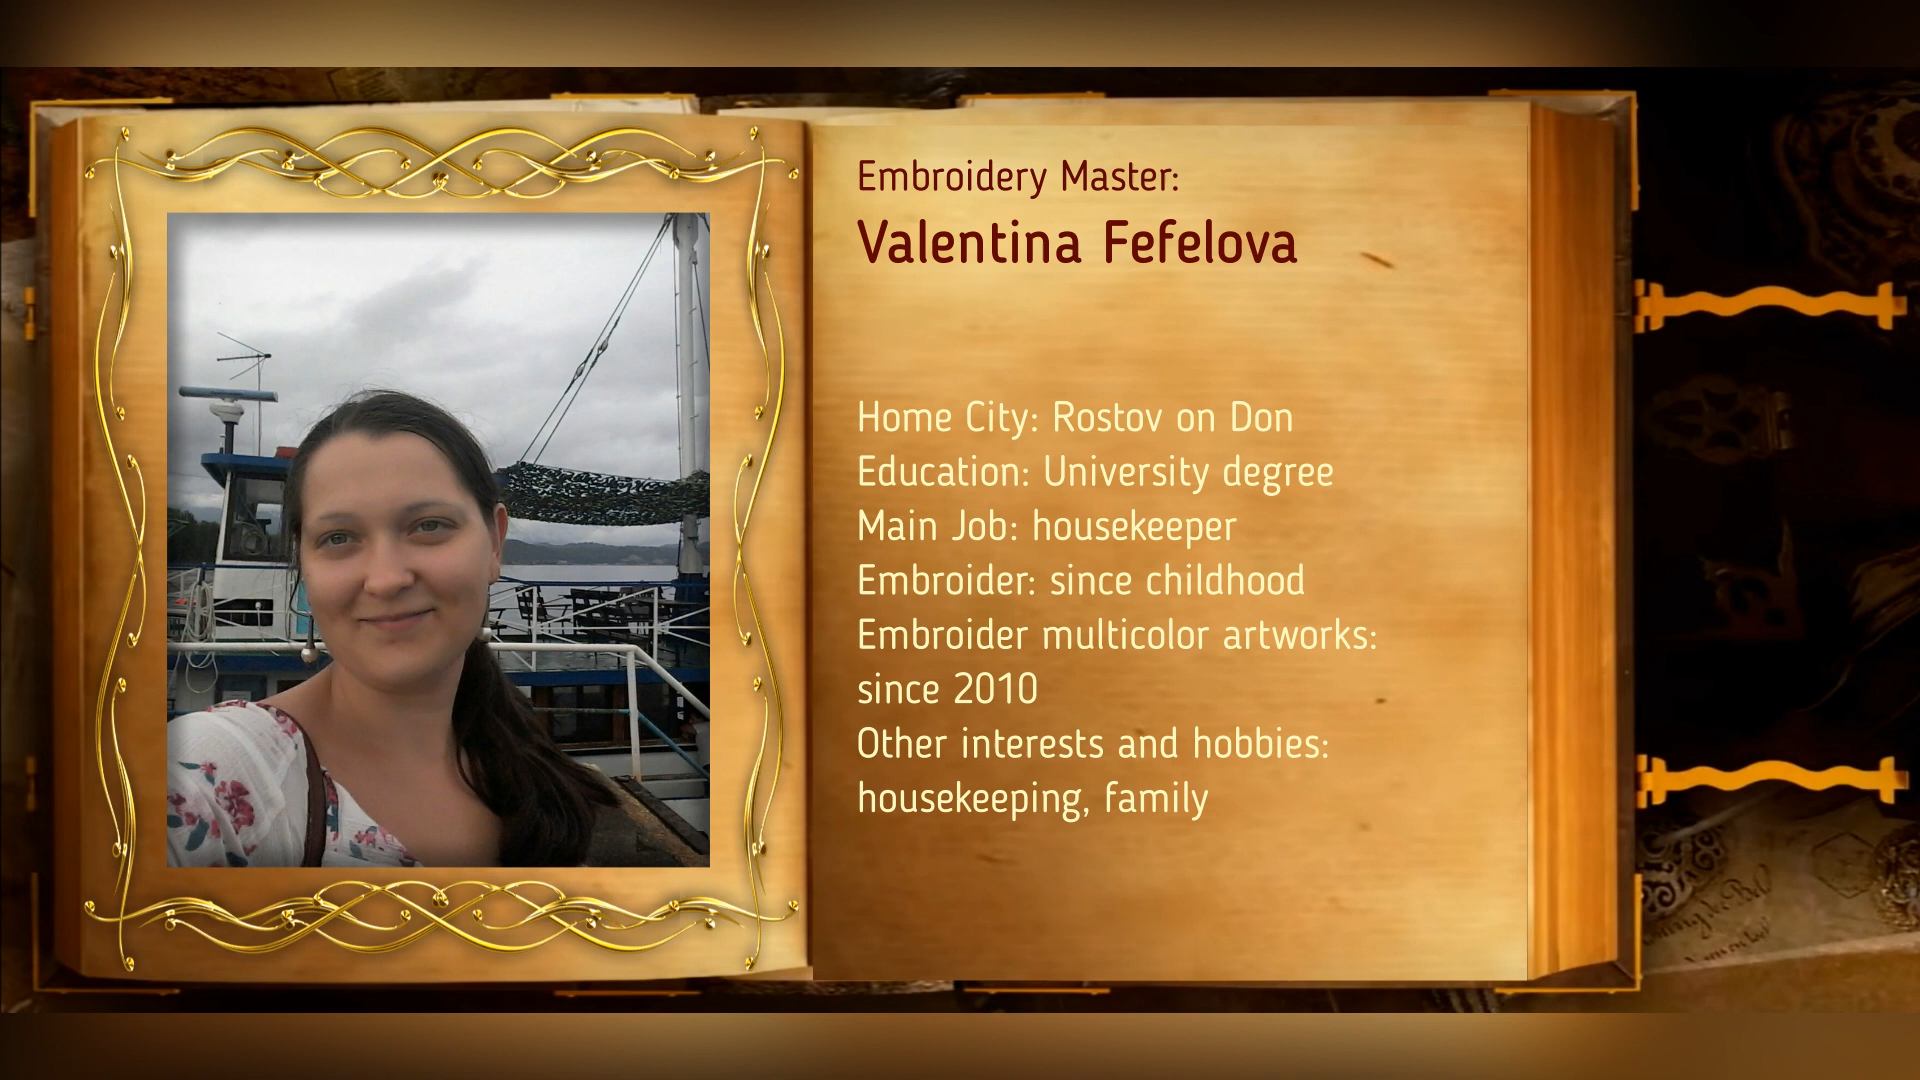 Embroidery Master:
Valentina Fefelova
Home City: Rostov on Don
Education: University degree
Main Job: housekeeper
Embroider: since childhood
Embroider multicolor artworks:
since 2010
Other interests and hobbies:
housekeeping, family